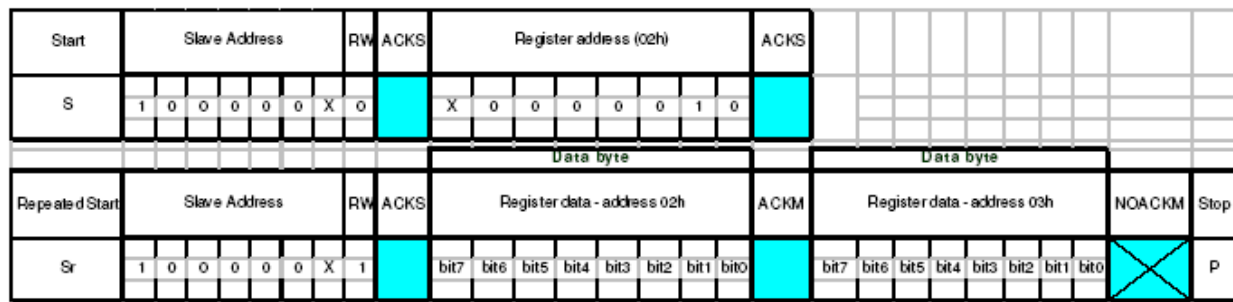 Start Slave Address RW ACKS Register address (02h) ACKS
S 1 0 0 0 0 0 X 0 X 0 0 0 0 0 1 0
Data byte Data byte
Repeated Start Slave Address RW ACKS Register data - address 02h ACKM Register data - address 03h NOACKM Stop
Sr 1 0 0 0 0 0 X 1 bit7 bit6 bit5 bit4 bit3 bit2 bit1 bit0 bit7 bit6 bit5 bit4 bit3 bit2 bit1 bit0 P